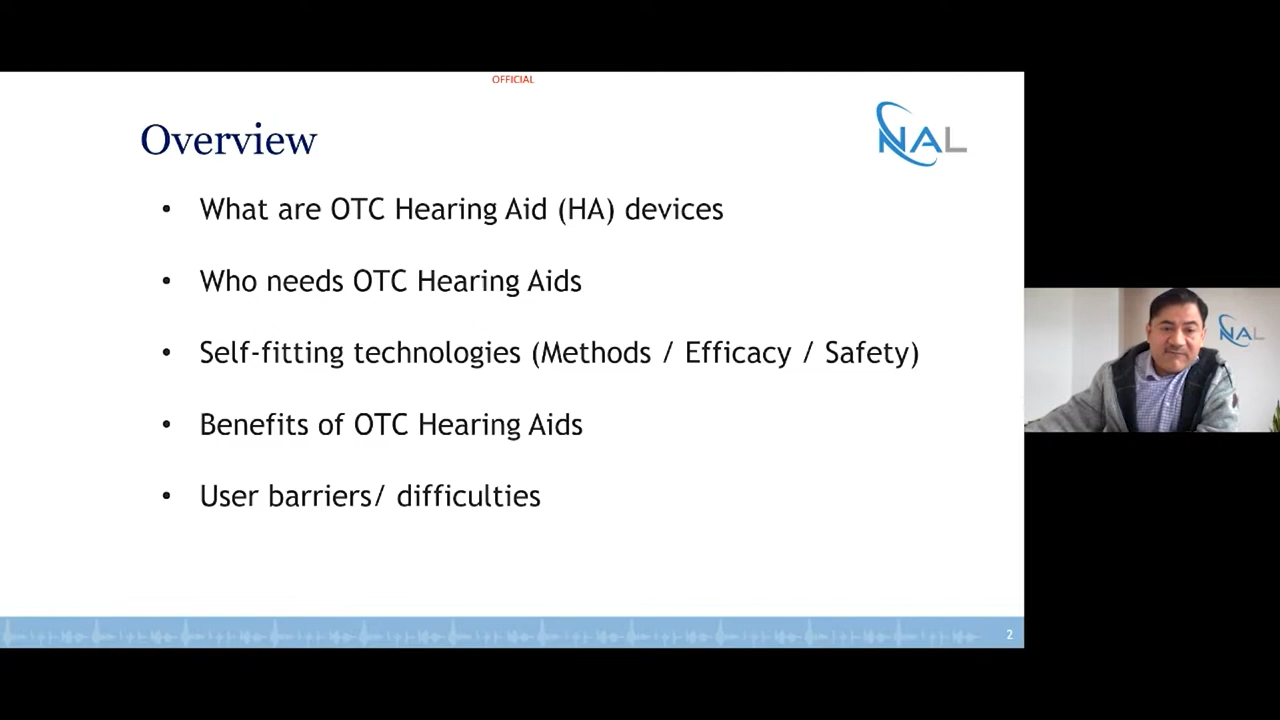 OFFICIAL
Overview
NAL
• What are OTC Hearing Aid (HA) devices
• Who needs OTC Hearing Aids
• Self-fitting technologies (Methods / Efficacy / Safety)
• Benefits of OTC Hearing Aids
• User barriers/ difficulties
2
NAL